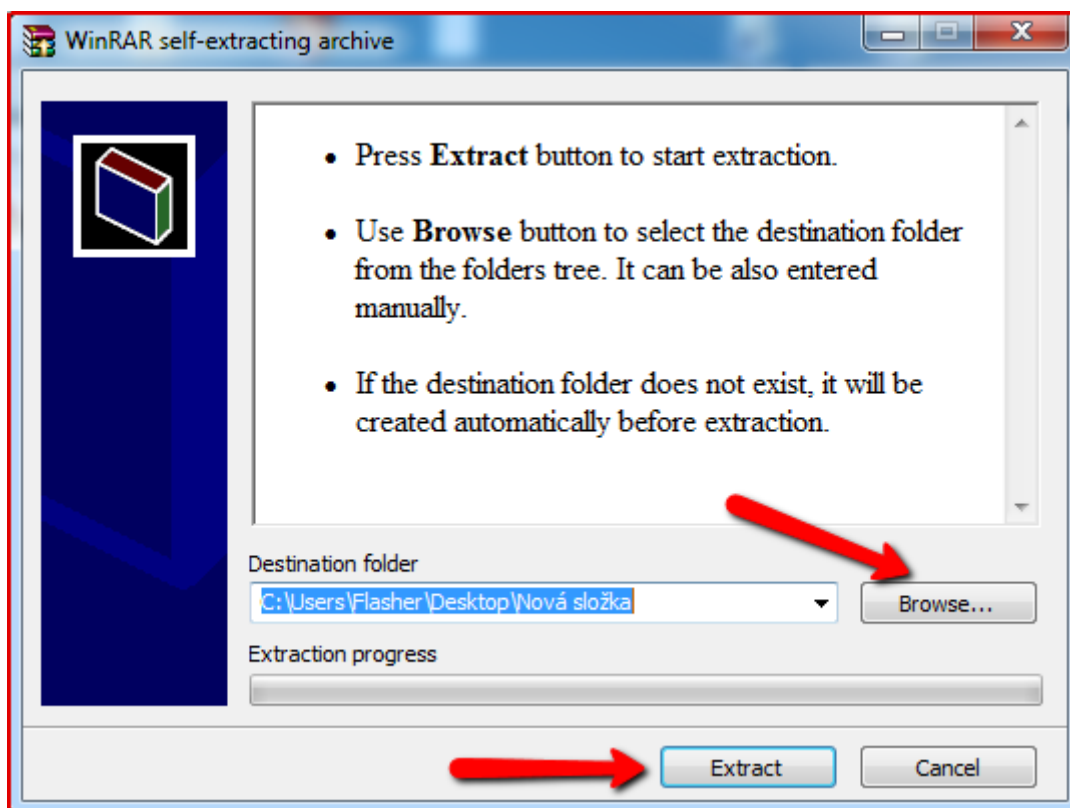 WinRAR self-extracting archive
Press Extract button to start extraction.
Use Browse button to select the destination folder
from the folders tree. It can be also entered
manually.
If the destination folder does not exist, it will be
created automatically before extraction.
Destination folder
C:\Users\Flasher\Desktop\Nová složka
Browse...
Extraction progress
Extract
Cancel